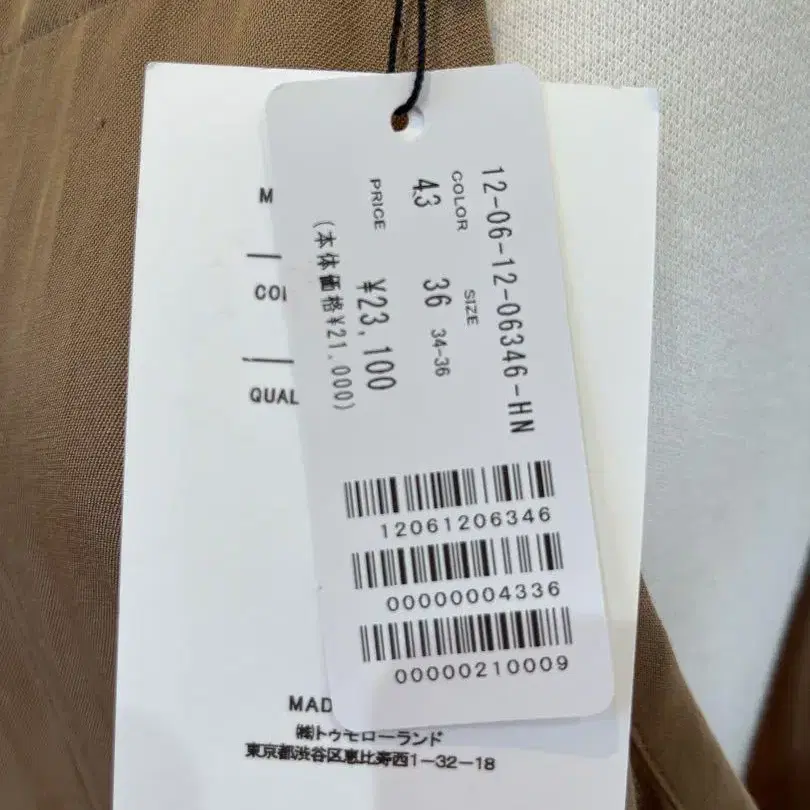 12-06-12-06346-HN
COLOR SIZE
43 36 34-36
PRICE ¥23,100
(本体価格¥21,000)
12061206346
00000004336
00000210009
M
COL
QUAL
MAD
㈱トゥモローランド
東京都渋谷区恵比寿西1-32-18